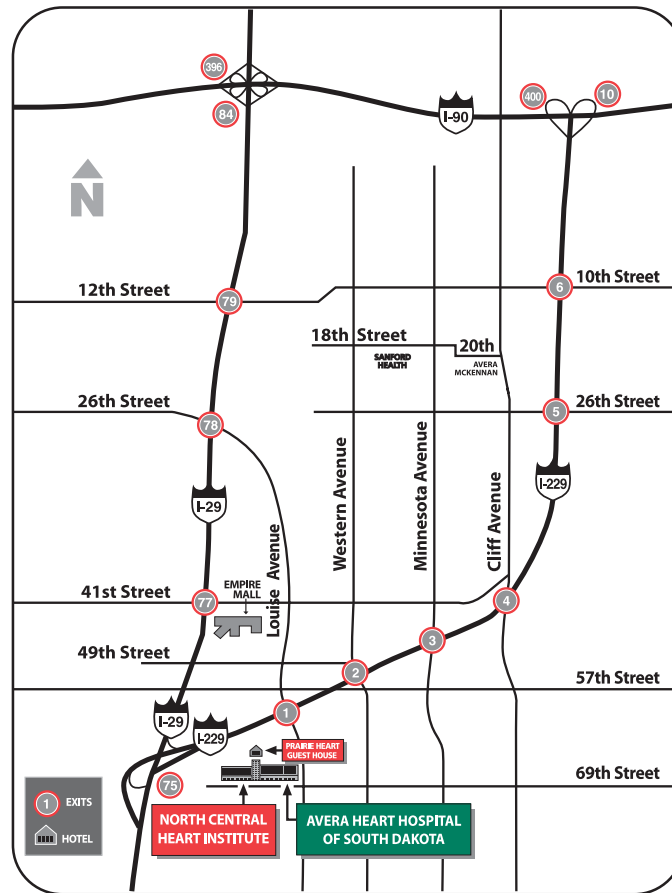 396
84
400
10
I-90
N
12th Street
79
6
10th Street
18th Street
20th
SANFORD
HEALTH
AVERA
MCKENNAN
26th Street
78
5
26th Street
I-29
I-229
Louise Avenue
Western Avenue
Minnesota Avenue
Cliff Avenue
EMPIRE
MALL
41st Street
77
4
49th Street
3
2
57th Street
1
I-29
I-229
PRAIRIE HEART
GUEST HOUSE
75
69th Street
1 EXITS
HOTEL
NORTH CENTRAL
HEART INSTITUTE
AVERA HEART HOSPITAL
OF SOUTH DAKOTA